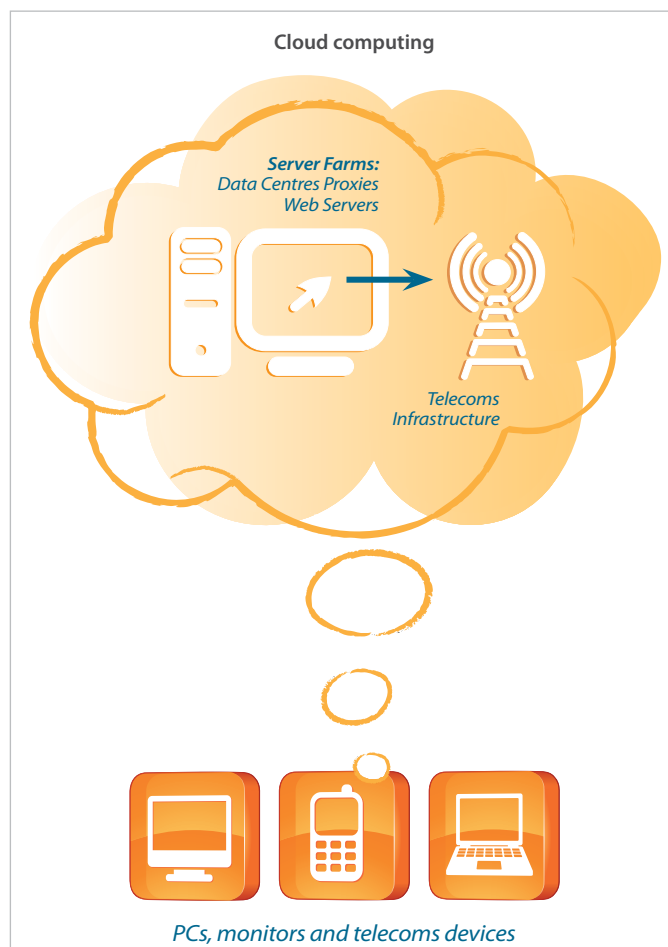 Cloud computing
Server Farms:
Data Centres Proxies
Web Servers
Telecoms
Infrastructure
PCs, monitors and telecoms devices